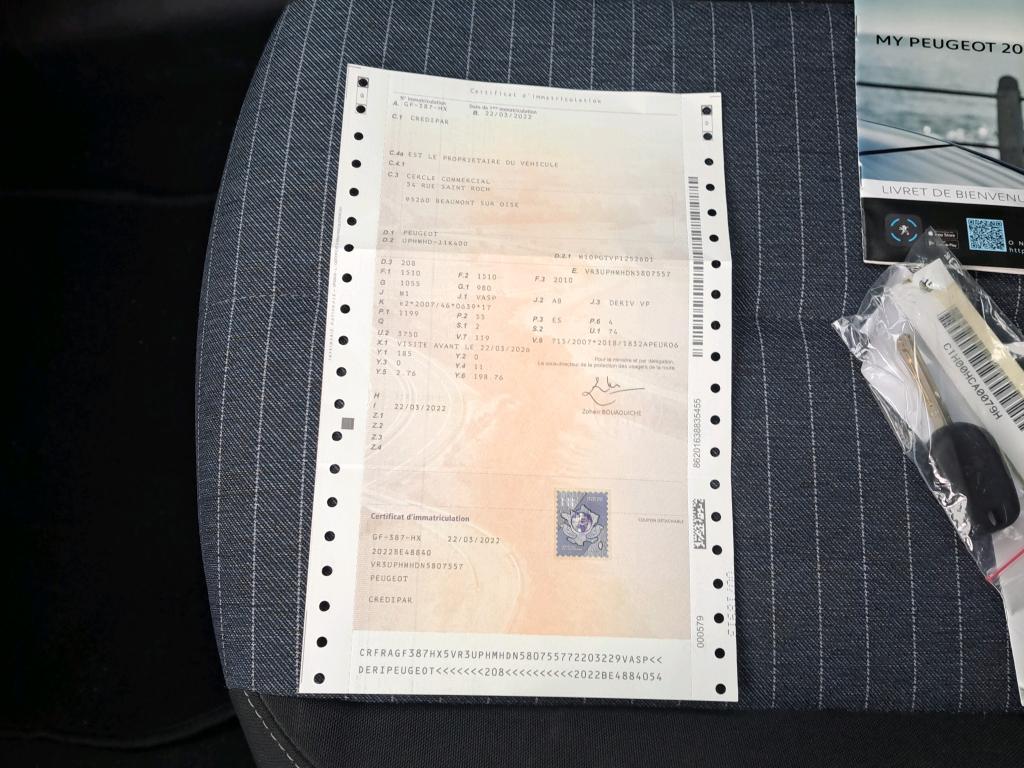 Certificat d'immatriculation
N° immatriculation Date de 1ère immatriculation
A. GF-387-HX B. 22/03/2022
C.1 CREDIPAR
C.4a EST LE PROPRIETAIRE DU VEHICULE
C.4.1
C.3 CERCLE COMMERCIAL
54 RUE SAINT ROCH
95260 BEAUMONT SUR OISE
D.1 PEUGEOT
D.2 UPHMHD-J1K400
D.2.1 M10PGTVP1252601
D.3 208 E. VR3UPHMHDN5807557
F.1 1510 F.2 1510 F.3 2010
G 1055 G.1 980
J M1 J.1 VASP J.2 AB J.3 DERIV VP
K e2*2007/46*0639*17
P.1 1199 P.2 55 P.3 ES P.6 4
Q S.1 2 S.2 U.1 74
U.2 3750 V.7 119 V.9 715/2007*2018/1832APEURO6
X.1 VISITE AVANT LE 22/03/2026
Y.1 185 Y.2 0
Y.3 0 Y.4 11
Y.5 2.76 Y.6 198.76
Pour le ministre et par délégation,
La sous-directeur de la protection des usagers de la route
Zoheir BOUAOUICHE
H
I 22/03/2022
Z.1
Z.2
Z.3
Z.4
86201638835455
Certificat d'immatriculation
COUPON DÉTACHABLE
GF-387-HX 22/03/2022
2022BE48840
VR3UPHMHDN5807557
PEUGEOT
CREDIPAR
000579
CRFRAGF387HX5VR3UPHMHDN580755772203229VASP<<
DERIPEUGEOT<<<<<<<208<<<<<<<<<<2022BE4884054
MY PEUGEOT 20
LIVRET DE BIENVENU
C1H00HCA0079H